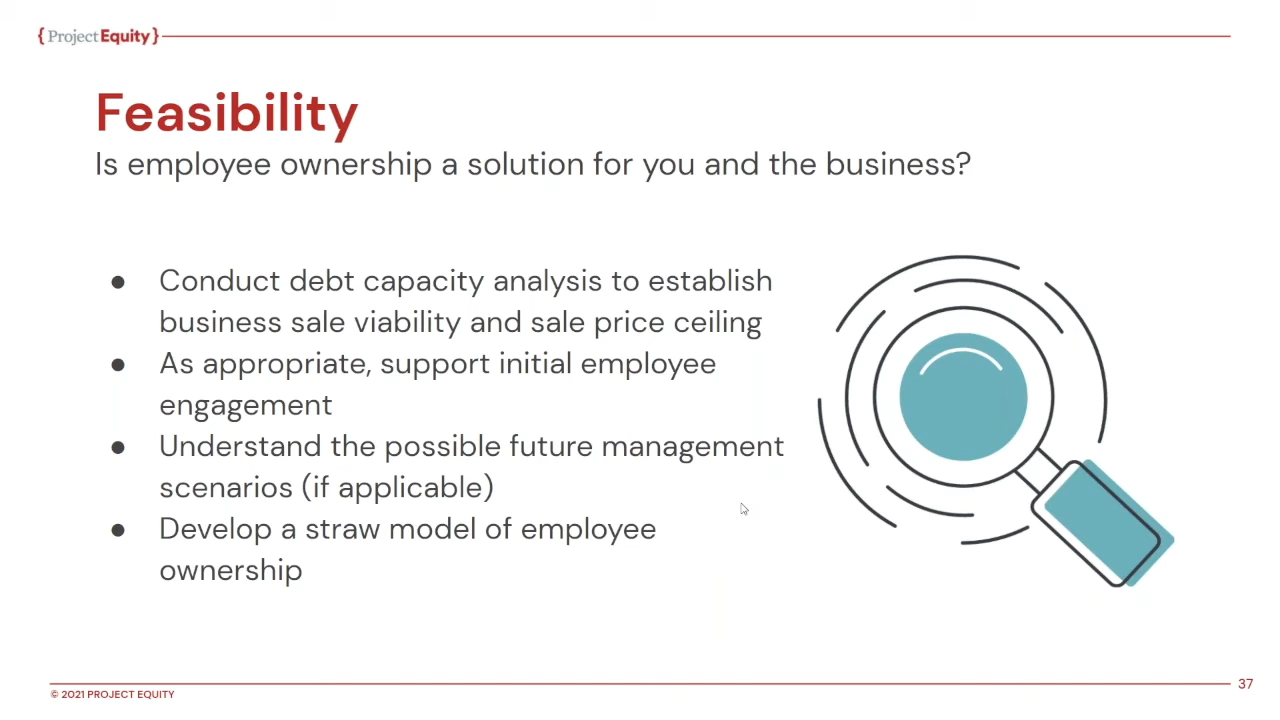 { Project Equity }
Feasibility
Is employee ownership a solution for you and the business?
● Conduct debt capacity analysis to establish
business sale viability and sale price ceiling
● As appropriate, support initial employee
engagement
● Understand the possible future management
scenarios (if applicable)
● Develop a straw model of employee
ownership
© 2021 PROJECT EQUITY
37